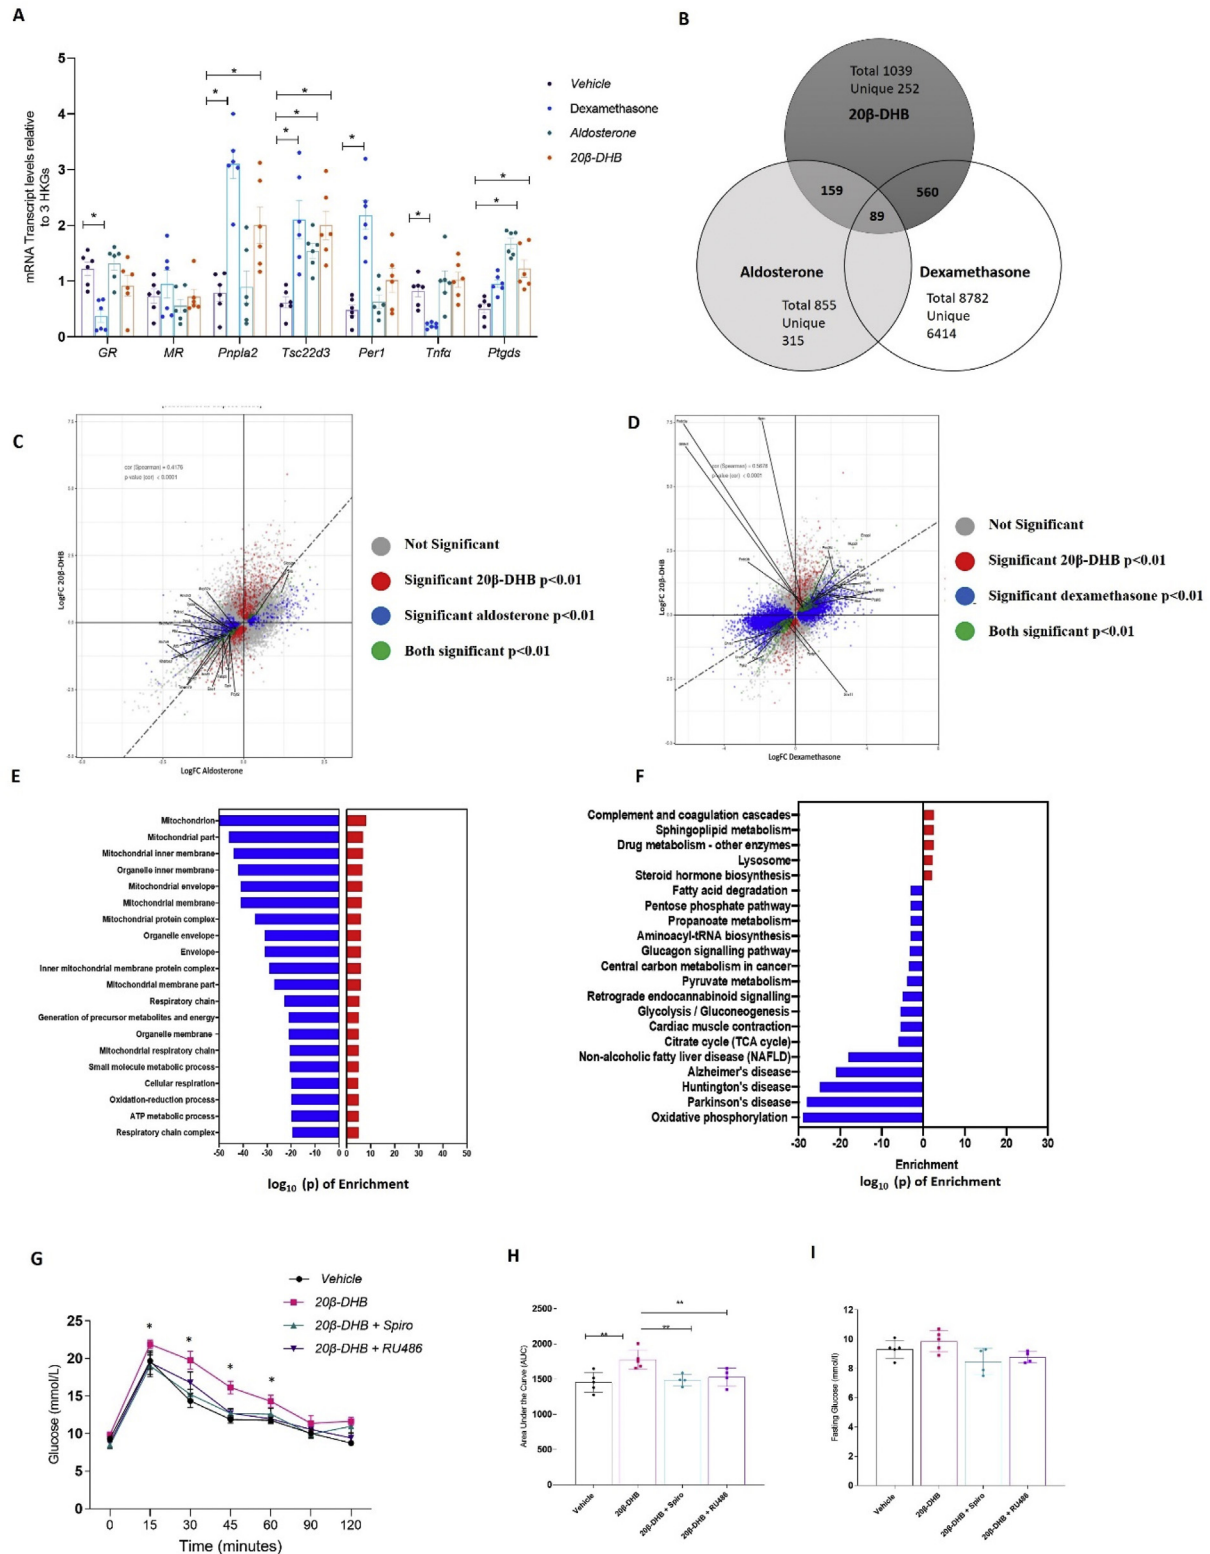 A
5
4
3
2
1
0
mRNA Transcript levels relative
to 3 HKGs
*
*
*
*
*
*
*
*
*
*
GR
MR
Pnpla2
Tsc22d3
Per1
Tnfα
Ptgds
Vehicle
Dexamethasone
Aldosterone
20β-DHB
B
Total 1039
Unique 252
20β-DHB
159
560
89
Aldosterone
Dexamethasone
Total 855
Unique
315
Total 8782
Unique
6414
C
cor (Spearman) = 0.4176
p-value (cor) < 0.0001
LogFC 20β-DHB
LogFC Aldosterone
Not Significant
Significant 20β-DHB p<0.01
Significant aldosterone p<0.01
Both significant p<0.01
D
p-value (cor) < 0.0001
LogFC 20β-DHB
LogFC Dexamethasone
Not Significant
Significant 20β-DHB p<0.01
Significant dexamethasone p<0.01
Both significant p<0.01
E
Mitochondrion
Mitochondrial part
Mitochondrial inner membrane
Organelle inner membrane
Mitochondrial envelope
Mitochondrial membrane
Mitochondrial protein complex
Organelle envelope
Envelope
Inner mitochondrial membrane protein complex
Mitochondrial membrane part
Respiratory chain
Generation of precursor metabolites and energy
Organelle membrane
Mitochondrial respiratory chain
Small molecule metabolic process
Cellular respiration
Oxidation-reduction process
ATP metabolic process
Respiratory chain complex
-50 -40 -30 -20 -10 0 0 10 20 30 40 50
log10 (p) of Enrichment
F
Complement and coagulation cascades
Sphingoplipid metabolism
Drug metabolism - other enzymes
Lysosome
Steroid hormone biosynthesis
Fatty acid degradation
Pentose phosphate pathway
Propanoate metabolism
Aminoacyl-tRNA biosynthesis
Glucagon signalling pathway
Central carbon metabolism in cancer
Pyruvate metabolism
Retrograde endocannabinoid signalling
Glycolysis / Gluconeogenesis
Cardiac muscle contraction
Citrate cycle (TCA cycle)
Non-alcoholic fatty liver disease (NAFLD)
Alzheimer's disease
Huntington's disease
Parkinson's disease
Oxidative phosphorylation
-30 -20 -10 0 10 20 30
Enrichment
log10 (p) of Enrichment
G
Vehicle
20β-DHB
20β-DHB + Spiro
20β-DHB + RU486
25
20
15
10
5
0
Glucose (mmol/L)
* * * *
0 15 30 45 60 90 120
Time (minutes)
H
2500
2000
1500
1000
500
0
Area Under the Curve (AUC)
**
**
**
Vehicle
20β-DHB
20β-DHB + Spiro
20β-DHB + RU486
I
12
10
8
6
4
2
0
Fasting Glucose (mmol/l)
Vehicle
20β-DHB
20β-DHB + Spiro
20β-DHB + RU486